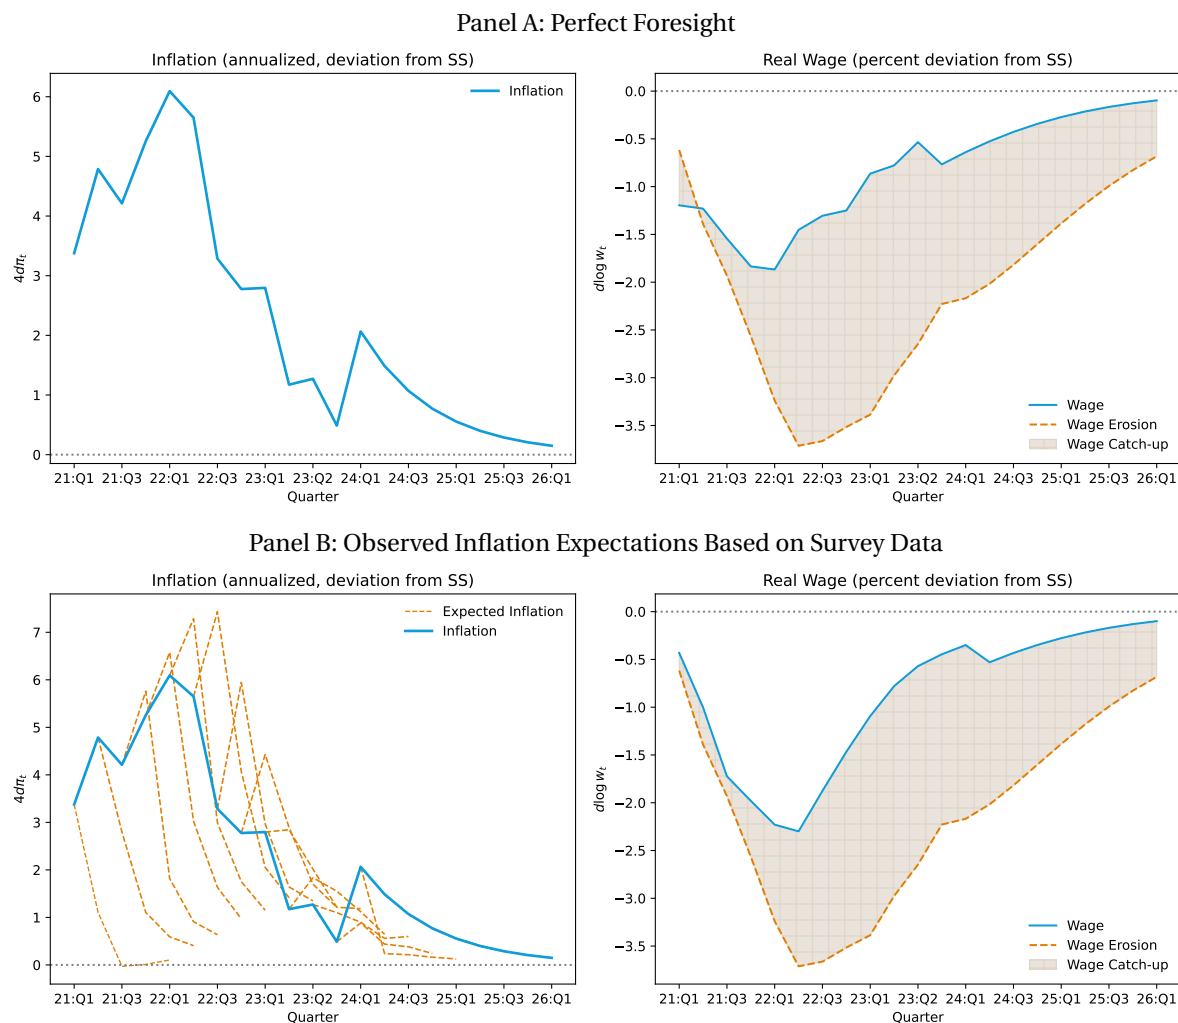 Panel A: Perfect Foresight
Inflation (annualized, deviation from SS)
6
5
4
3
2
1
0
4dπₜ
Inflation
21:Q1 21:Q3 22:Q1 22:Q3 23:Q1 23:Q2 24:Q1 24:Q3 25:Q1 25:Q3 26:Q1
Quarter
Real Wage (percent deviation from SS)
0.0
−0.5
−1.0
−1.5
−2.0
−2.5
−3.0
−3.5
d log wₜ
Wage
Wage Erosion
Wage Catch-up
21:Q1 21:Q3 22:Q1 22:Q3 23:Q1 23:Q2 24:Q1 24:Q3 25:Q1 25:Q3 26:Q1
Quarter
Panel B: Observed Inflation Expectations Based on Survey Data
Inflation (annualized, deviation from SS)
7
6
5
4
3
2
1
0
4dπₜ
Expected Inflation
Inflation
21:Q1 21:Q3 22:Q1 22:Q3 23:Q1 23:Q2 24:Q1 24:Q3 25:Q1 25:Q3 26:Q1
Quarter
Real Wage (percent deviation from SS)
0.0
−0.5
−1.0
−1.5
−2.0
−2.5
−3.0
−3.5
d log wₜ
Wage
Wage Erosion
Wage Catch-up
21:Q1 21:Q3 22:Q1 22:Q3 23:Q1 23:Q2 24:Q1 24:Q3 25:Q1 25:Q3 26:Q1
Quarter